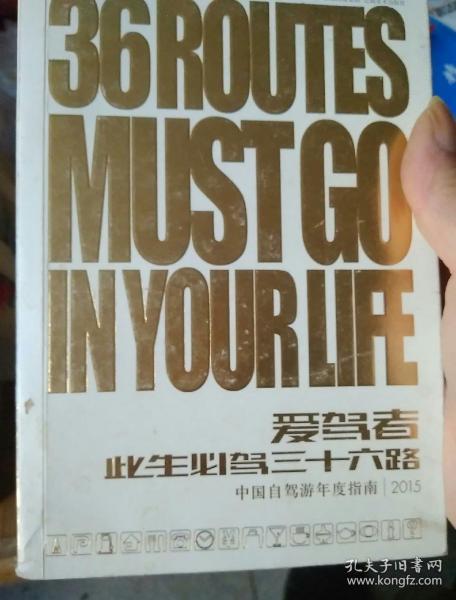 36 ROUTES
MUST GO
IN YOUR LIFE
爱驾者
此生必驾三十六路
中国自驾游年度指南 | 2015
孔夫子旧书网
www.kongfz.com